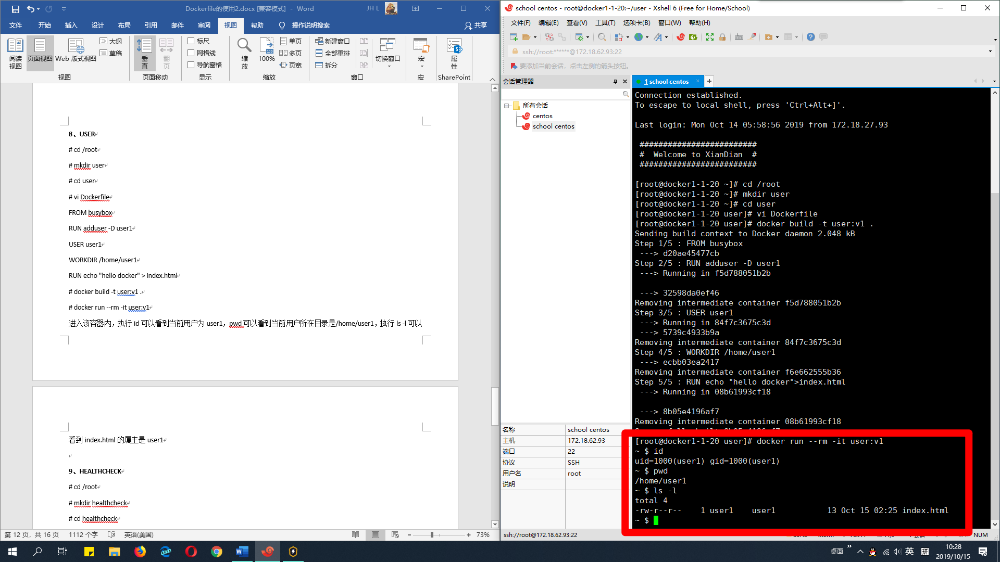 Dockerfile的使用2.docx [兼容模式] - Word
JH L
文件 开始 插入 设计 布局 引用 邮件 审阅 视图 帮助 操作说明搜索 共享
阅读视图 页面视图 Web 版式视图 大纲 草稿
视图
垂直 翻页
页面移动
标尺
网格线
导航窗格
显示
缩放 100% 单页 多页 页宽
缩放
新建窗口
全部重排
拆分
切换窗口
窗口
宏
宏
属性
SharePoint
8、USER
# cd /root
# mkdir user
# cd user
# vi Dockerfile
FROM busybox
RUN adduser -D user1
USER user1
WORKDIR /home/user1
RUN echo "hello docker" > index.html
# docker build -t user:v1 .
# docker run --rm -it user:v1
进入该容器内，执行 id 可以看到当前用户为 user1，pwd 可以看到当前用户所在目录是/home/user1，执行 ls -l 可以
看到 index.html 的属主是 user1
9、HEALTHCHECK
# cd /root
# mkdir healthcheck
# cd healthcheck
第 12 页，共 16 页 1112 个字 英语(美国) 73%
school centos - root@docker1-1-20:~/user - Xshell 6 (Free for Home/School)
文件(F) 编辑(E) 查看(V) 工具(T) 选项卡(B) 窗口(W) 帮助(H)
ssh://root:******@172.18.62.93:22
要添加当前会话，点击左侧的箭头按钮。
会话管理器
所有会话
centos
school centos
名称 school centos
主机 172.18.62.93
端口 22
协议 SSH
用户名 root
说明
1 school centos
Connection established.
To escape to local shell, press 'Ctrl+Alt+]'.
Last login: Mon Oct 14 05:58:56 2019 from 172.18.27.93
#########################
#  Welcome to XianDian  #
#########################
[root@docker1-1-20 ~]# cd /root
[root@docker1-1-20 ~]# mkdir user
[root@docker1-1-20 ~]# cd user
[root@docker1-1-20 user]# vi Dockerfile
[root@docker1-1-20 user]# docker build -t user:v1 .
Sending build context to Docker daemon 2.048 kB
Step 1/5 : FROM busybox
 ---> d20ae45477cb
Step 2/5 : RUN adduser -D user1
 ---> Running in f5d788051b2b
 ---> 32598da0ef46
Removing intermediate container f5d788051b2b
Step 3/5 : USER user1
 ---> Running in 84f7c3675c3d
 ---> 5739c4933b9a
Removing intermediate container 84f7c3675c3d
Step 4/5 : WORKDIR /home/user1
 ---> ecbb03ea2417
Removing intermediate container f6e662555b36
Step 5/5 : RUN echo "hello docker">index.html
 ---> Running in 08b61993cf18
 ---> 8b05e4196af7
Removing intermediate container 08b61993cf18
[root@docker1-1-20 user]# docker run --rm -it user:v1
~ $ id
uid=1000(user1) gid=1000(user1)
~ $ pwd
/home/user1
~ $ ls -l
total 4
-rw-r--r--    1 user1    user1           13 Oct 15 02:25 index.html
~ $
ssh://root@172.18.62.93:22
NUM
桌面 英 10:28
2019/10/15